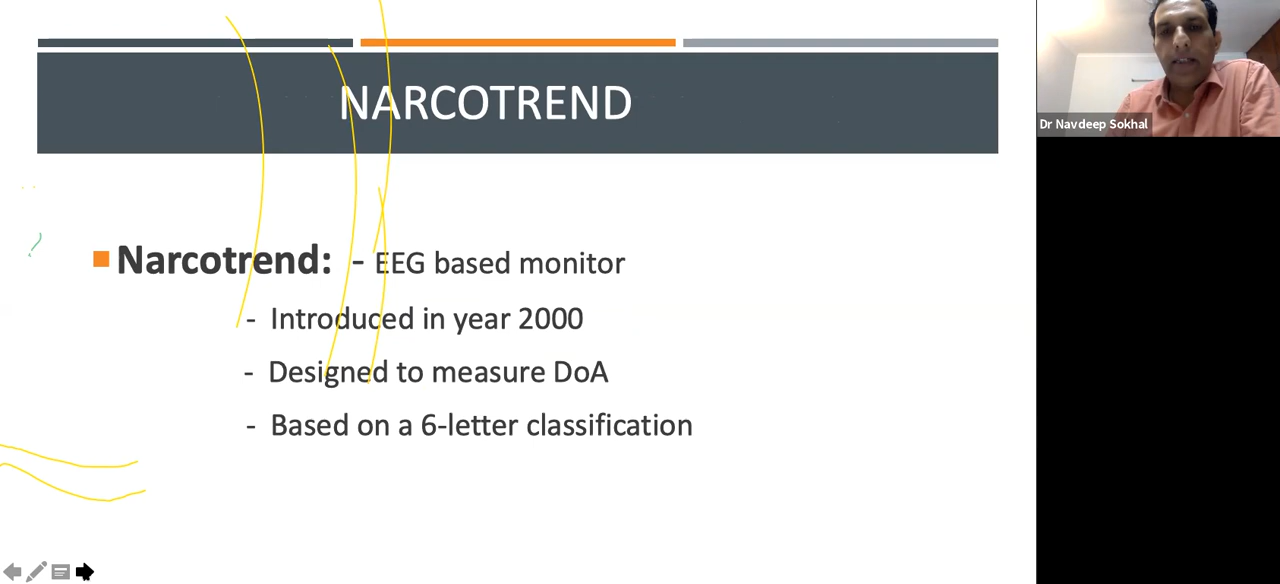 NARCOTREND
Dr Navdeep Sokhal
Narcotrend: - EEG based monitor
- Introduced in year 2000
- Designed to measure DoA
- Based on a 6-letter classification